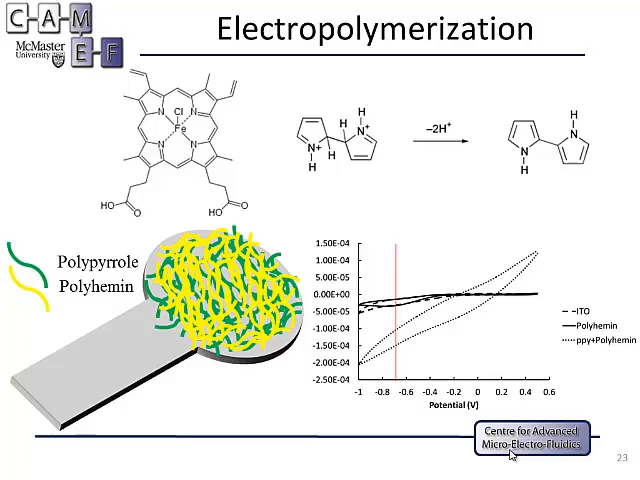 C A M
E F
McMaster
University
Electropolymerization
Cl
N N
Fe
N N
HO O HO O
H
H N+
N+ H
H
−2H+
H
N
N
H
Polypyrrole
Polyhemin
1.50E-04
1.00E-04
5.00E-05
0.00E+00
-5.00E-05
-1.00E-04
-1.50E-04
-2.00E-04
-2.50E-04
-1 -0.8 -0.6 -0.4 -0.2 0 0.2 0.4 0.6
Potential (V)
ITO
Polyhemin
ppy+Polyhemin
Centre for Advanced
Micro-Electro-Fluidics
23